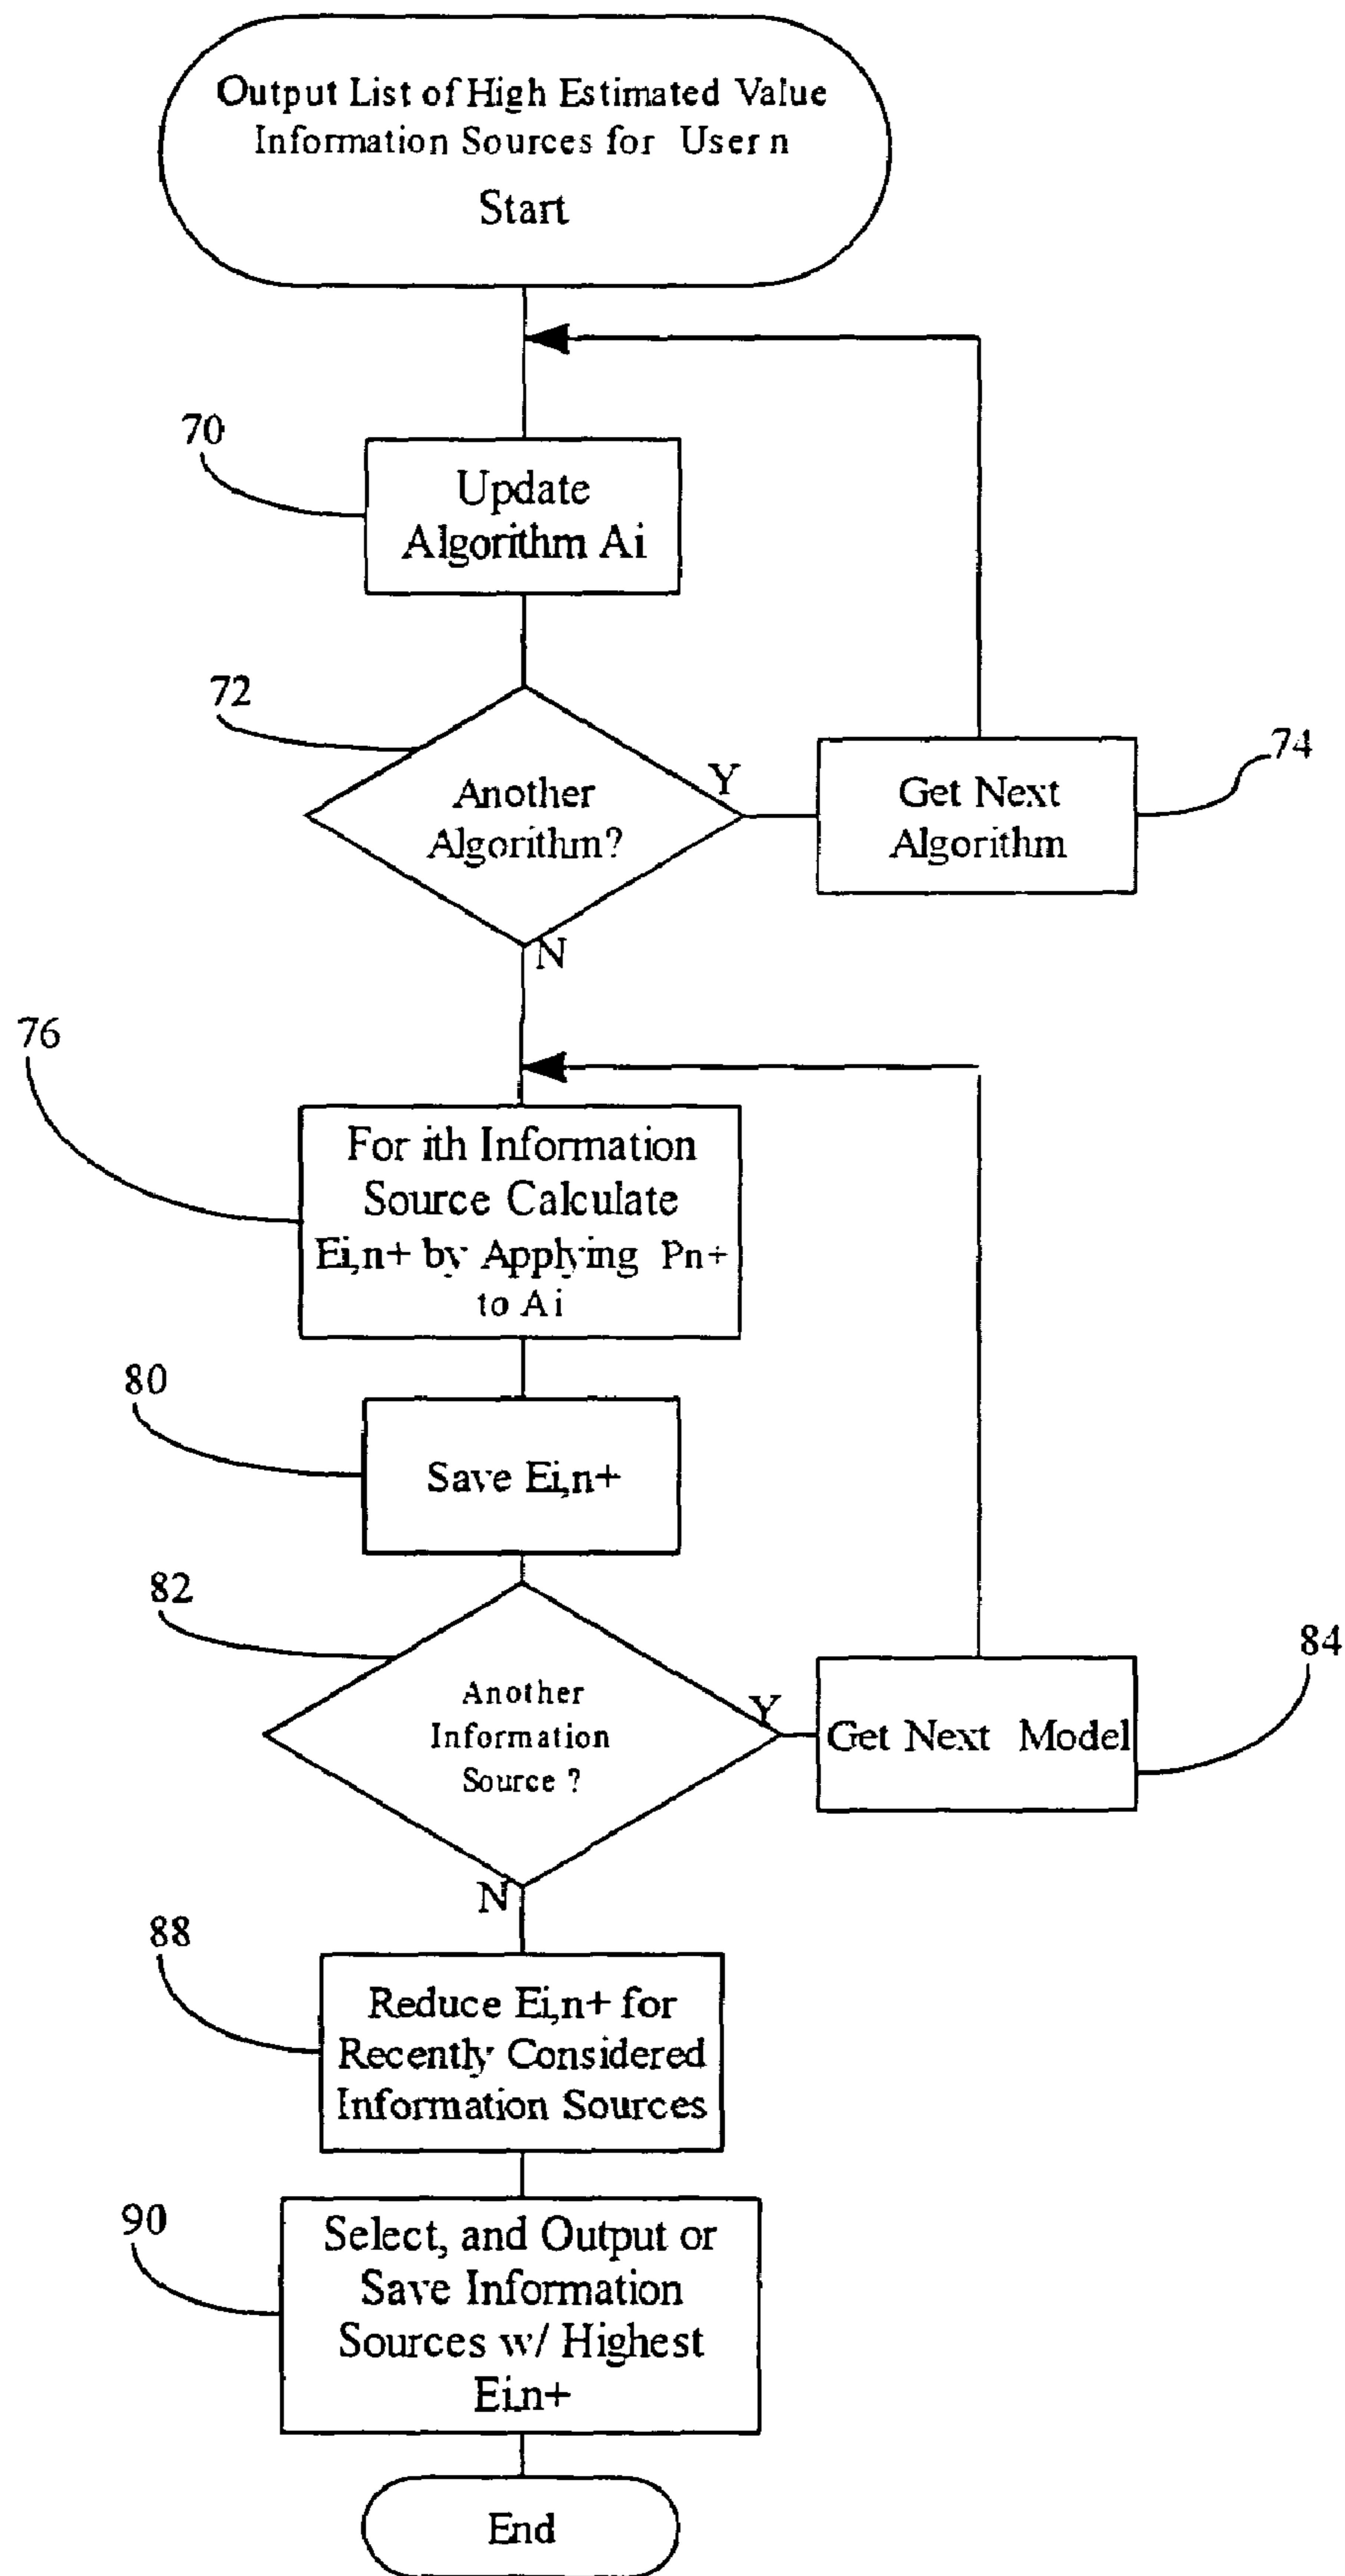 Output List of High Estimated Value
Information Sources for User n
Start
70
Update
Algorithm Ai
72
Another
Algorithm?
Y
Get Next
Algorithm
74
N
76
For ith Information
Source Calculate
Ei,n+ by Applying Pn+
to Ai
80
Save Ei,n+
82
Another
Information
Source ?
Y
Get Next Model
84
N
88
Reduce Ei,n+ for
Recently Considered
Information Sources
90
Select, and Output or
Save Information
Sources w/ Highest
Ei,n+
End